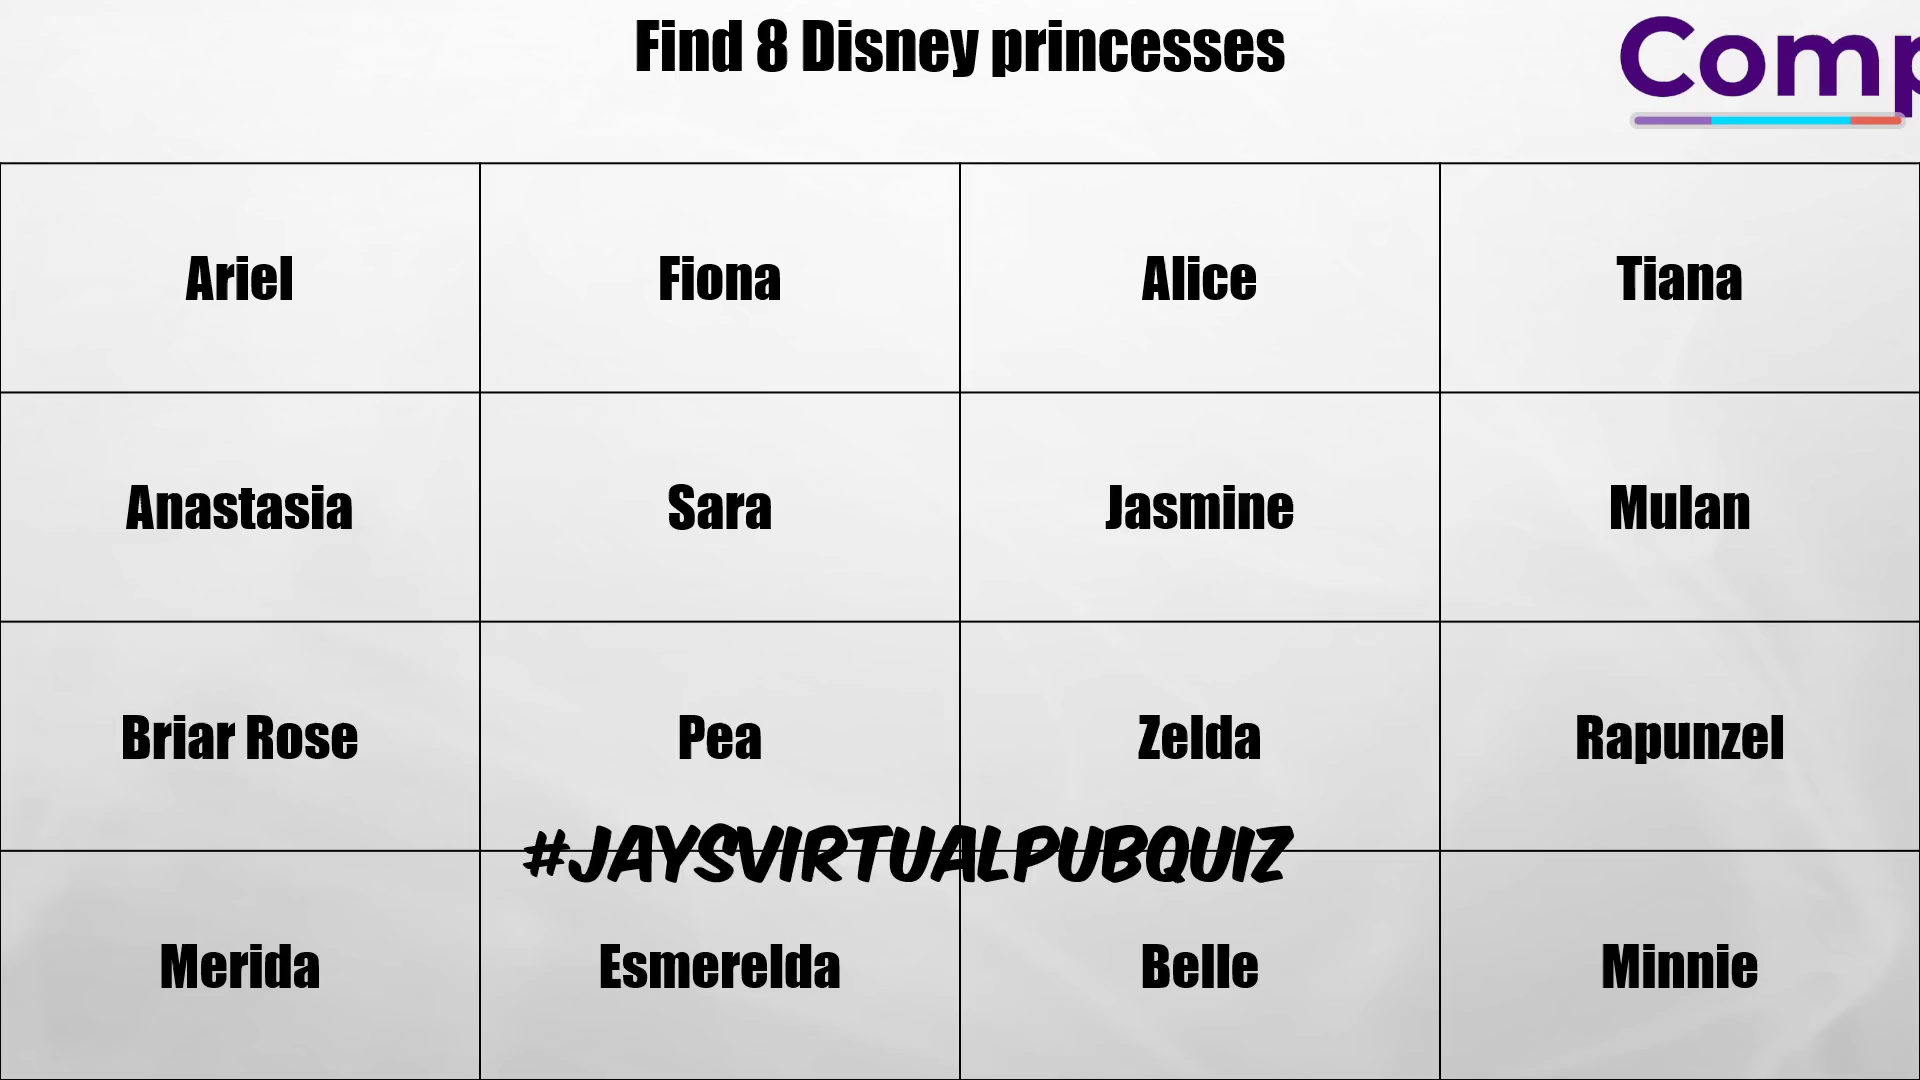 Find 8 Disney princesses
Comp
Ariel
Fiona
Alice
Tiana
Anastasia
Sara
Jasmine
Mulan
Briar Rose
Pea
Zelda
Rapunzel
#JAYSVIRTUALPUBQUIZ
Merida
Esmerelda
Belle
Minnie